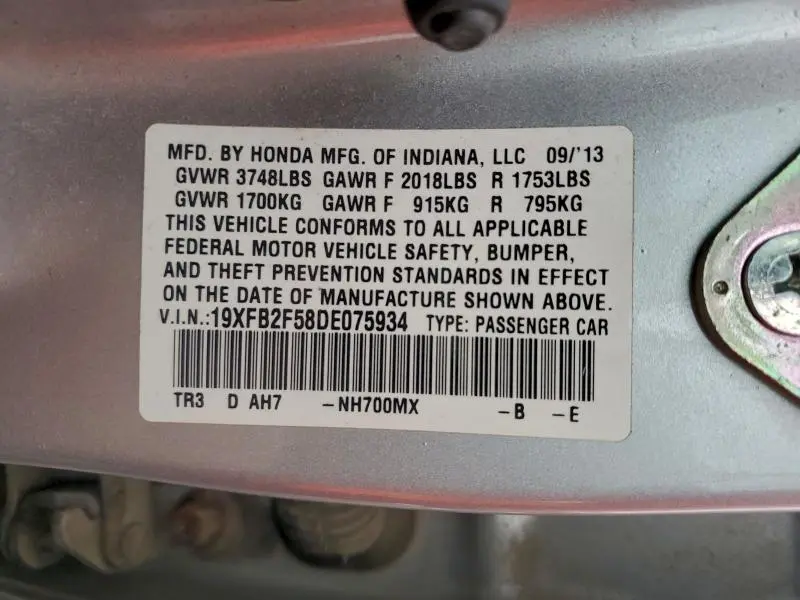 MFD. BY HONDA MFG. OF INDIANA, LLC 09/'13
GVWR 3748LBS GAWR F 2018LBS R 1753LBS
GVWR 1700KG GAWR F 915KG R 795KG
THIS VEHICLE CONFORMS TO ALL APPLICABLE
FEDERAL MOTOR VEHICLE SAFETY, BUMPER,
AND THEFT PREVENTION STANDARDS IN EFFECT
ON THE DATE OF MANUFACTURE SHOWN ABOVE.
V.I.N.:19XFB2F58DE075934 TYPE: PASSENGER CAR
TR3 D AH7 -NH700MX -B -E